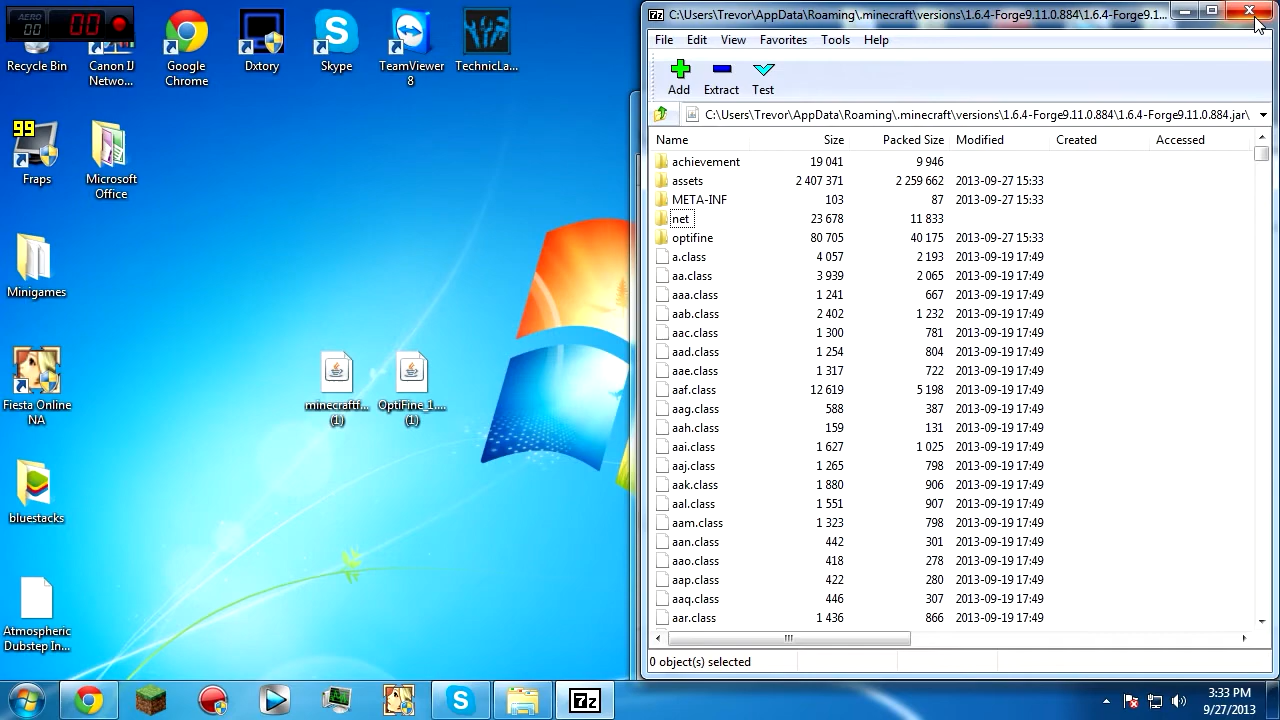 AERO
00
00
Recycle Bin
Canon IJ
Netwo...
Google
Chrome
Dxtory
Skype
TeamViewer
8
TechnicLa...
99
Fraps
Microsoft
Office
Minigames
Fiesta Online
NA
bluestacks
Atmospheric
Dubstep In...
minecraftf...
(1)
OptiFine_1....
(1)
7z C:\Users\Trevor\AppData\Roaming\.minecraft\versions\1.6.4-Forge9.11.0.884\1.6.4-Forge9.1...
File Edit View Favorites Tools Help
Add Extract Test
C:\Users\Trevor\AppData\Roaming\.minecraft\versions\1.6.4-Forge9.11.0.884\1.6.4-Forge9.11.0.884.jar\
Name Size Packed Size Modified Created Accessed
achievement 19 041 9 946
assets 2 407 371 2 259 662 2013-09-27 15:33
META-INF 103 87 2013-09-27 15:33
net 23 678 11 833
optifine 80 705 40 175 2013-09-27 15:33
a.class 4 057 2 193 2013-09-19 17:49
aa.class 3 939 2 065 2013-09-19 17:49
aaa.class 1 241 667 2013-09-19 17:49
aab.class 2 402 1 232 2013-09-19 17:49
aac.class 1 300 781 2013-09-19 17:49
aad.class 1 254 804 2013-09-19 17:49
aae.class 1 317 722 2013-09-19 17:49
aaf.class 12 613 5 198 2013-09-19 17:49
aag.class 588 387 2013-09-19 17:49
aah.class 159 131 2013-09-19 17:49
aai.class 1 627 1 025 2013-09-19 17:49
aaj.class 1 265 798 2013-09-19 17:49
aak.class 1 880 906 2013-09-19 17:49
aal.class 1 551 907 2013-09-19 17:49
aam.class 1 323 798 2013-09-19 17:49
aan.class 442 301 2013-09-19 17:49
aao.class 418 278 2013-09-19 17:49
aap.class 422 280 2013-09-19 17:49
aaq.class 446 307 2013-09-19 17:49
aar.class 1 436 866 2013-09-19 17:49
0 object(s) selected
7z
3:33 PM
9/27/2013